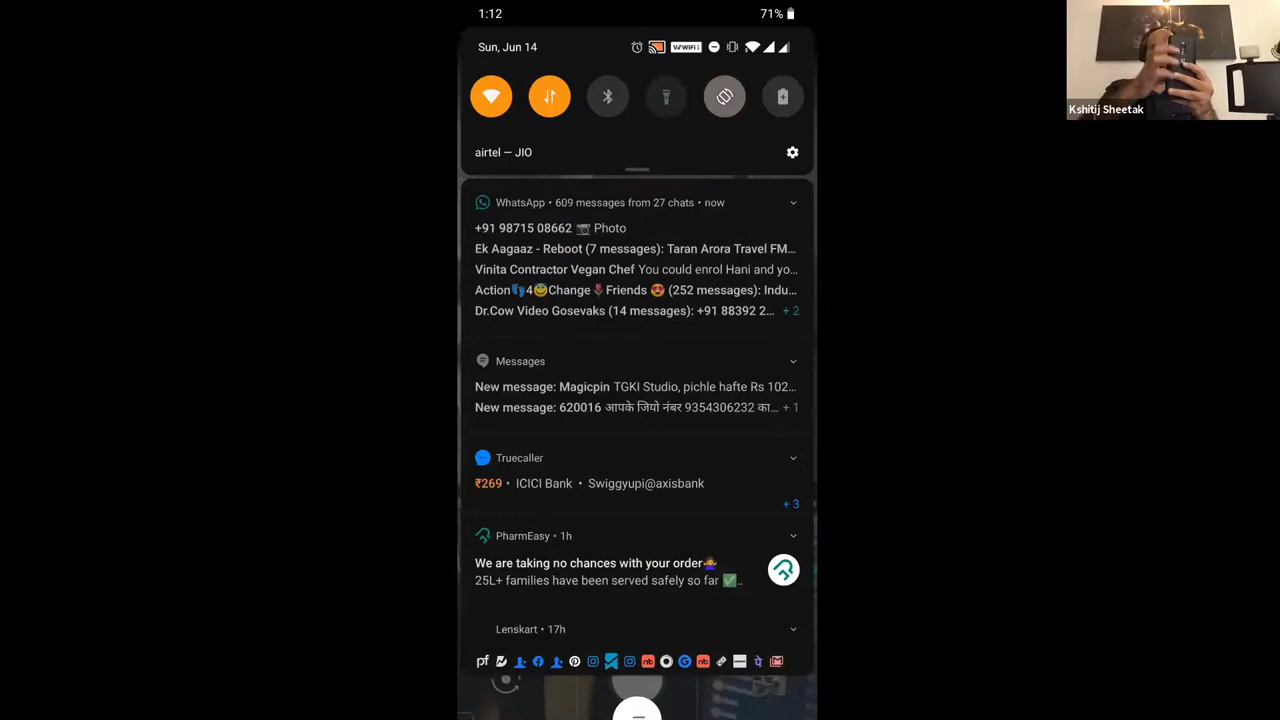 1:12
71%
Sun, Jun 14
airtel — JIO
WhatsApp • 609 messages from 27 chats • now
+91 98715 08662 📷 Photo
Ek Aagaaz - Reboot (7 messages): Taran Arora Travel FM...
Vinita Contractor Vegan Chef You could enrol Hani and yo...
Action👣4😇Change🌹Friends 😍 (252 messages): Indu...
Dr.Cow Video Gosevaks (14 messages): +91 88392 2... + 2
Messages
New message: Magicpin TGKI Studio, pichle hafte Rs 102...
New message: 620016 आपके जियो नंबर 9354306232 का... + 1
Truecaller
₹269 • ICICI Bank • Swiggyupi@axisbank
+ 3
PharmEasy • 1h
We are taking no chances with your order🙅‍♀️
25L+ families have been served safely so far ✅..
Lenskart • 17h
Kshitij Sheetak